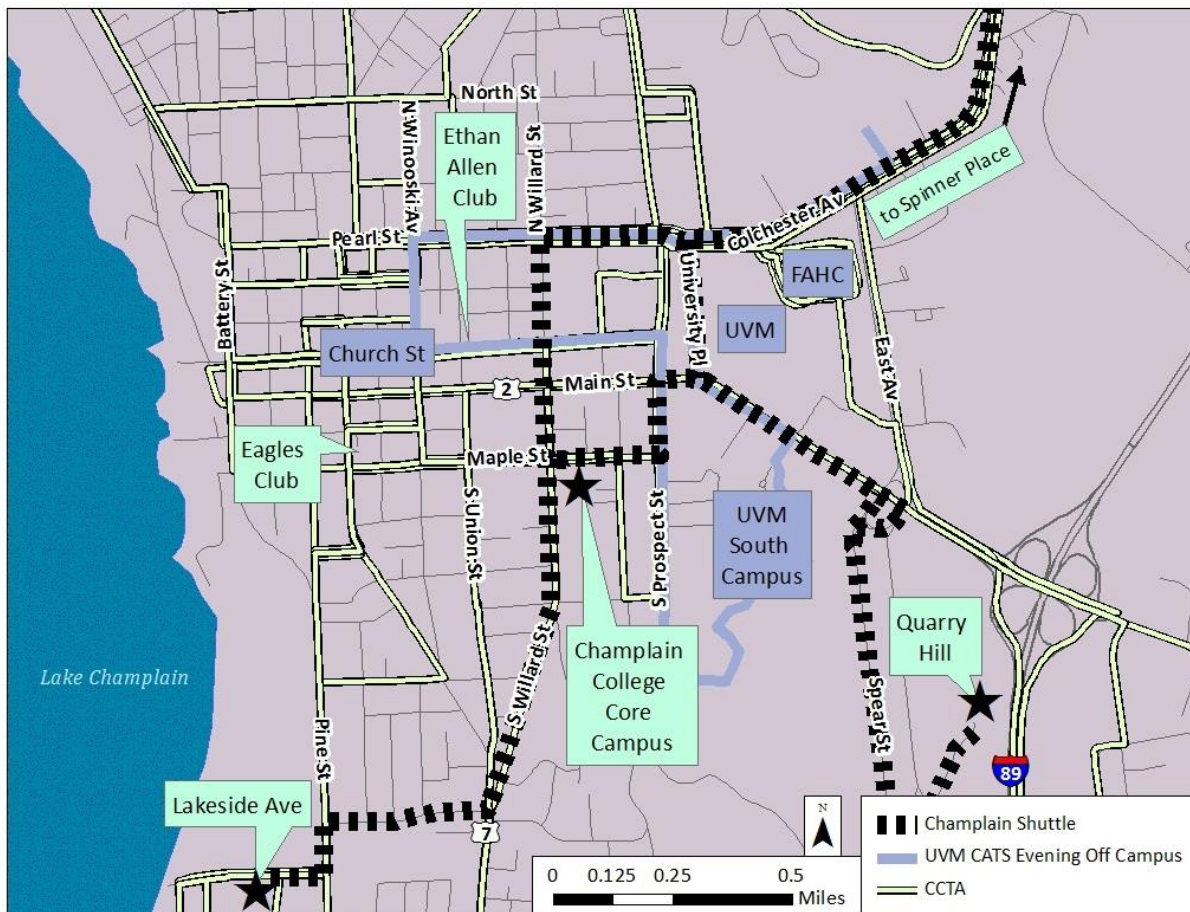 North St
N Winooski Av
Ethan
Allen
Club
N Willard St
to Spinner Place
Colchester Av
Pearl St
University Pl
FAHC
UVM
Battery St
Church St
East Av
2
Main St
Eagles
Club
Maple St
S Union St
S Prospect St
UVM
South
Campus
Champlain
College
Core
Campus
Quarry
Hill
Lake Champlain
S Willard St
Spear St
Pine St
89
Lakeside Ave
7
N
0 0.125 0.25 0.5
Miles
Champlain Shuttle
UVM CATS Evening Off Campus
CCTA